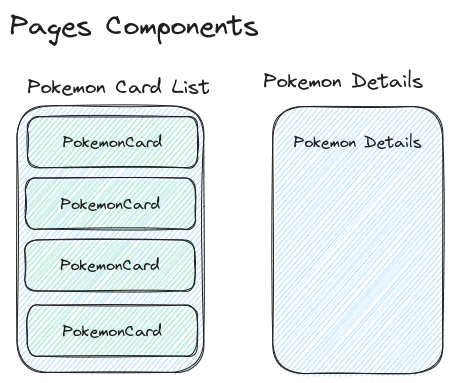 Pages Components
Pokemon Card List
PokemonCard
PokemonCard
PokemonCard
PokemonCard
Pokemon Details
Pokemon Details